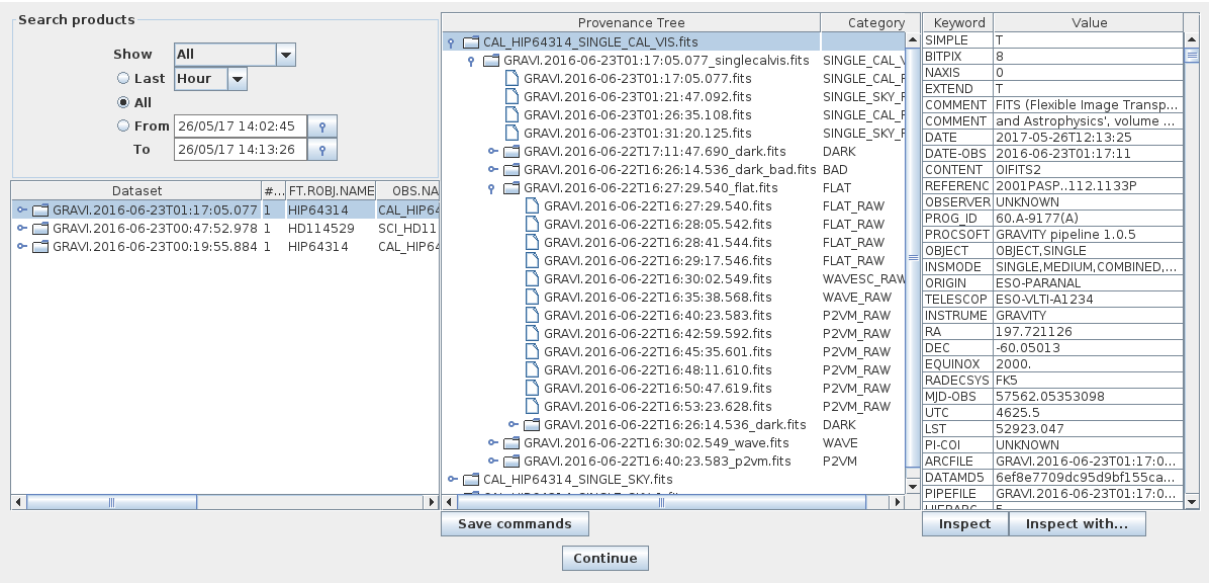 Search products
Show All
Last Hour
All
From 26/05/17 14:02:45
To 26/05/17 14:13:26
Dataset #... FT.ROBJ.NAME OBS.NA
GRAVI.2016-06-23T01:17:05.077 1 HIP64314 CAL_HIP64
GRAVI.2016-06-23T00:47:52.978 1 HD114529 SCI_HD11
GRAVI.2016-06-23T00:19:55.884 1 HIP64314 CAL_HIP64
Provenance Tree Category
CAL_HIP64314_SINGLE_CAL_VIS.fits
GRAVI.2016-06-23T01:17:05.077_singlecalvis.fits SINGLE_CAL_V
GRAVI.2016-06-23T01:17:05.077.fits SINGLE_CAL_F
GRAVI.2016-06-23T01:21:47.092.fits SINGLE_SKY_F
GRAVI.2016-06-23T01:26:35.108.fits SINGLE_CAL_F
GRAVI.2016-06-23T01:31:20.125.fits SINGLE_SKY_F
GRAVI.2016-06-22T17:11:47.690_dark.fits DARK
GRAVI.2016-06-22T16:26:14.536_dark_bad.fits BAD
GRAVI.2016-06-22T16:27:29.540_flat.fits FLAT
GRAVI.2016-06-22T16:27:29.540.fits FLAT_RAW
GRAVI.2016-06-22T16:28:05.542.fits FLAT_RAW
GRAVI.2016-06-22T16:28:41.544.fits FLAT_RAW
GRAVI.2016-06-22T16:29:17.546.fits FLAT_RAW
GRAVI.2016-06-22T16:30:02.549.fits WAVESC_RAW
GRAVI.2016-06-22T16:35:38.568.fits WAVE_RAW
GRAVI.2016-06-22T16:40:23.583.fits P2VM_RAW
GRAVI.2016-06-22T16:42:59.592.fits P2VM_RAW
GRAVI.2016-06-22T16:45:35.601.fits P2VM_RAW
GRAVI.2016-06-22T16:48:11.610.fits P2VM_RAW
GRAVI.2016-06-22T16:50:47.619.fits P2VM_RAW
GRAVI.2016-06-22T16:53:23.628.fits P2VM_RAW
GRAVI.2016-06-22T16:26:14.536_dark.fits DARK
GRAVI.2016-06-22T16:30:02.549_wave.fits WAVE
GRAVI.2016-06-22T16:40:23.583_p2vm.fits P2VM
CAL_HIP64314_SINGLE_SKY.fits
Save commands
Keyword Value
SIMPLE T
BITPIX 8
NAXIS 0
EXTEND T
COMMENT FITS (Flexible Image Transp...
COMMENT and Astrophysics', volume ...
DATE 2017-05-26T12:13:25
DATE-OBS 2016-06-23T01:17:11
CONTENT OIFITS2
REFERENC 2001PASP..112.1133P
OBSERVER UNKNOWN
PROG_ID 60.A-9177(A)
PROCSOFT GRAVITY pipeline 1.0.5
OBJECT OBJECT,SINGLE
INSMODE SINGLE,MEDIUM,COMBINED,...
ORIGIN ESO-PARANAL
TELESCOP ESO-VLTI-A1234
INSTRUME GRAVITY
RA 197.721126
DEC -60.05013
EQUINOX 2000.
RADECSYS FK5
MJD-OBS 57562.05353098
UTC 4625.5
LST 52923.047
PI-COI UNKNOWN
ARCFILE GRAVI.2016-06-23T01:17:0...
DATAMD5 6ef8e7709dc95d9bf155ca...
PIPEFILE GRAVI.2016-06-23T01:17:0...
Inspect Inspect with...
Continue